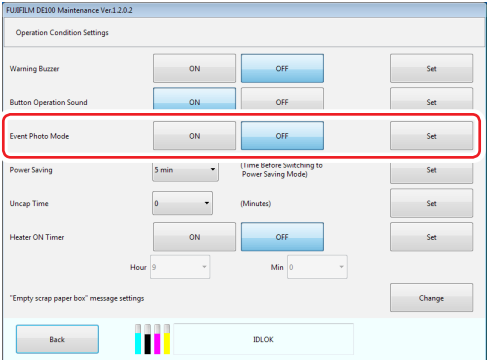 FUJIFILM DE100 Maintenance Ver.1.2.0.2
Operation Condition Settings
Warning Buzzer ON OFF Set
Button Operation Sound ON OFF Set
Event Photo Mode ON OFF Set
Power Saving 5 min (Time Before Switching to Set
Power Saving Mode)
Uncap Time 0 (Minutes) Set
Heater ON Timer ON OFF Set
Hour 9 Min 0
"Empty scrap paper box" message settings Change
Back IDLOK